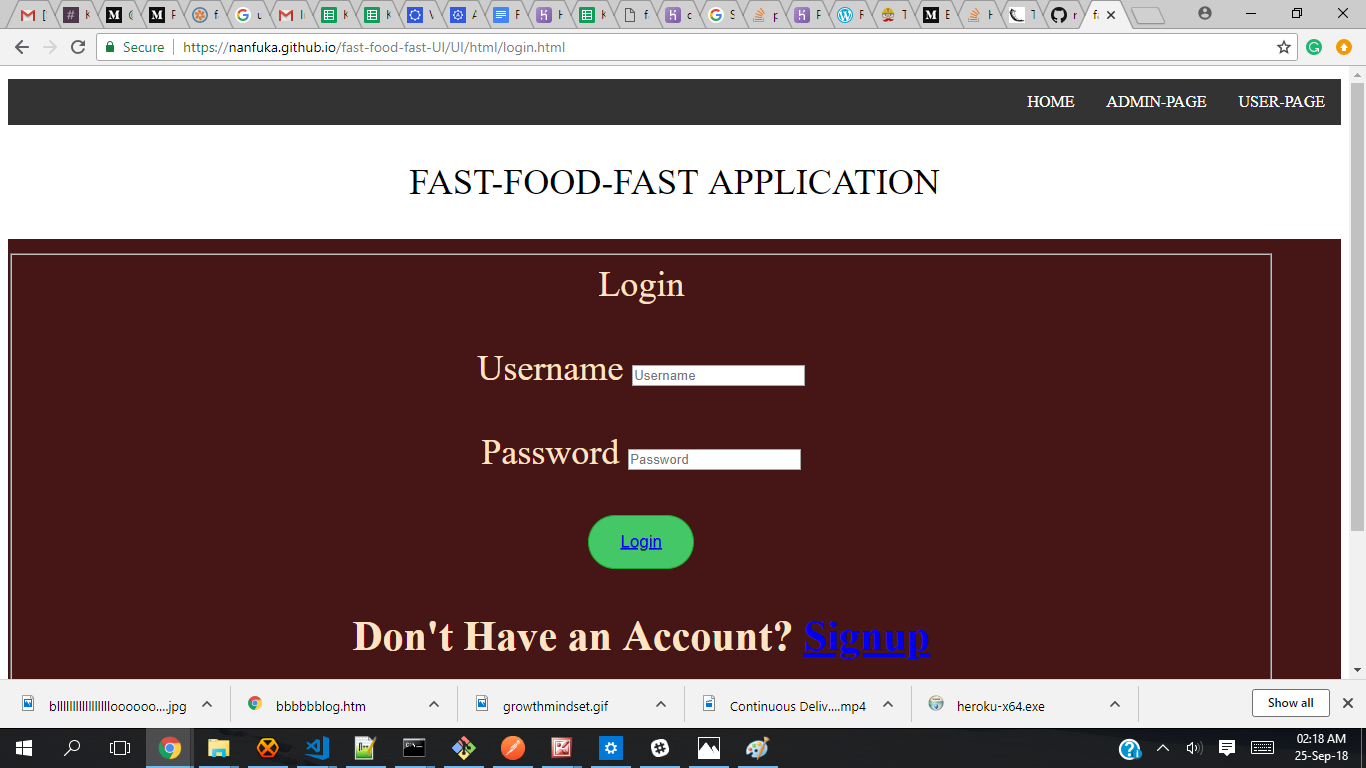 M [ # K M C M F f G u M I K K V A F H K f c G S p F F T M E H T r f
Secure https://nanfuka.github.io/fast-food-fast-UI/UI/html/login.html
HOME ADMIN-PAGE USER-PAGE
FAST-FOOD-FAST APPLICATION
Login
Username Username
Password Password
Login
Don't Have an Account? Signup
bllllllllllllllllloooooo....jpg bbbbbblog.htm growthmindset.gif Continuous Deliv....mp4 heroku-x64.exe Show all
02:18 AM
25-Sep-18